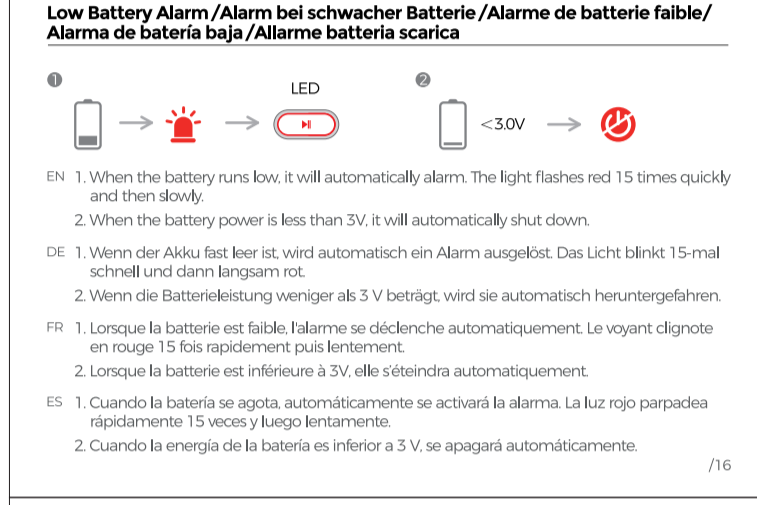 Low Battery Alarm/Alarm bei schwacher Batterie/Alarme de batterie faible/
Alarma de batería baja/Allarme batteria scarica
1
LED
2
<3.0V
EN 1. When the battery runs low, it will automatically alarm. The light flashes red 15 times quickly
and then slowly.
2. When the battery power is less than 3V, it will automatically shut down.
DE 1. Wenn der Akku fast leer ist, wird automatisch ein Alarm ausgelöst. Das Licht blinkt 15-mal
schnell und dann langsam rot.
2. Wenn die Batterieleistung weniger als 3 V beträgt, wird sie automatisch heruntergefahren.
FR 1. Lorsque la batterie est faible, l'alarme se déclenche automatiquement. Le voyant clignote
en rouge 15 fois rapidement puis lentement.
2. Lorsque la batterie est inférieure à 3V, elle s'éteindra automatiquement.
ES 1. Cuando la batería se agota, automáticamente se activará la alarma. La luz rojo parpadea
rápidamente 15 veces y luego lentamente.
2. Cuando la energía de la batería es inferior a 3 V, se apagará automáticamente.
/16